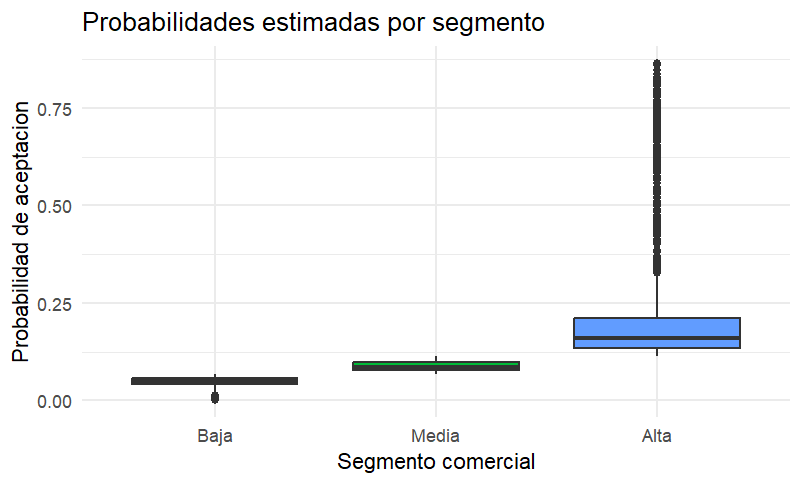 Probabilidades estimadas por segmento
Probabilidad de aceptacion
0.75
0.50
0.25
0.00
Baja
Media
Alta
Segmento comercial